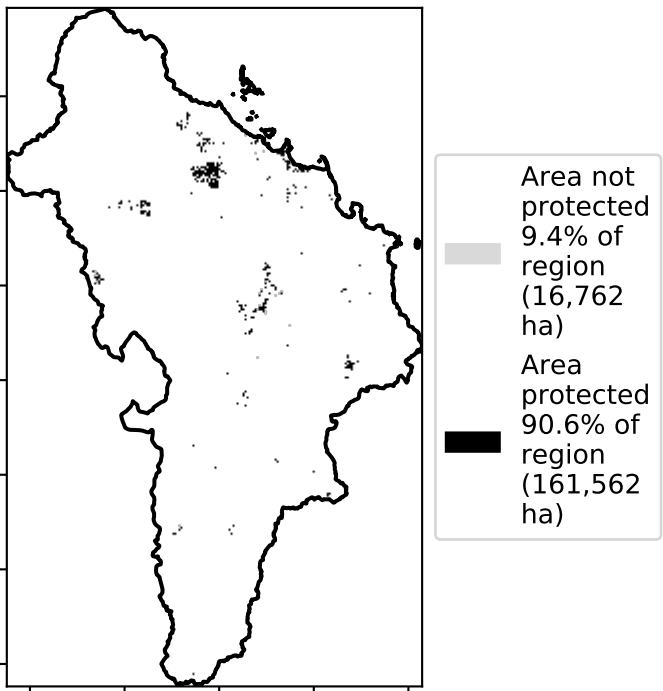 Area not
protected
9.4% of
region
(16,762
ha)
Area
protected
90.6% of
region
(161,562
ha)